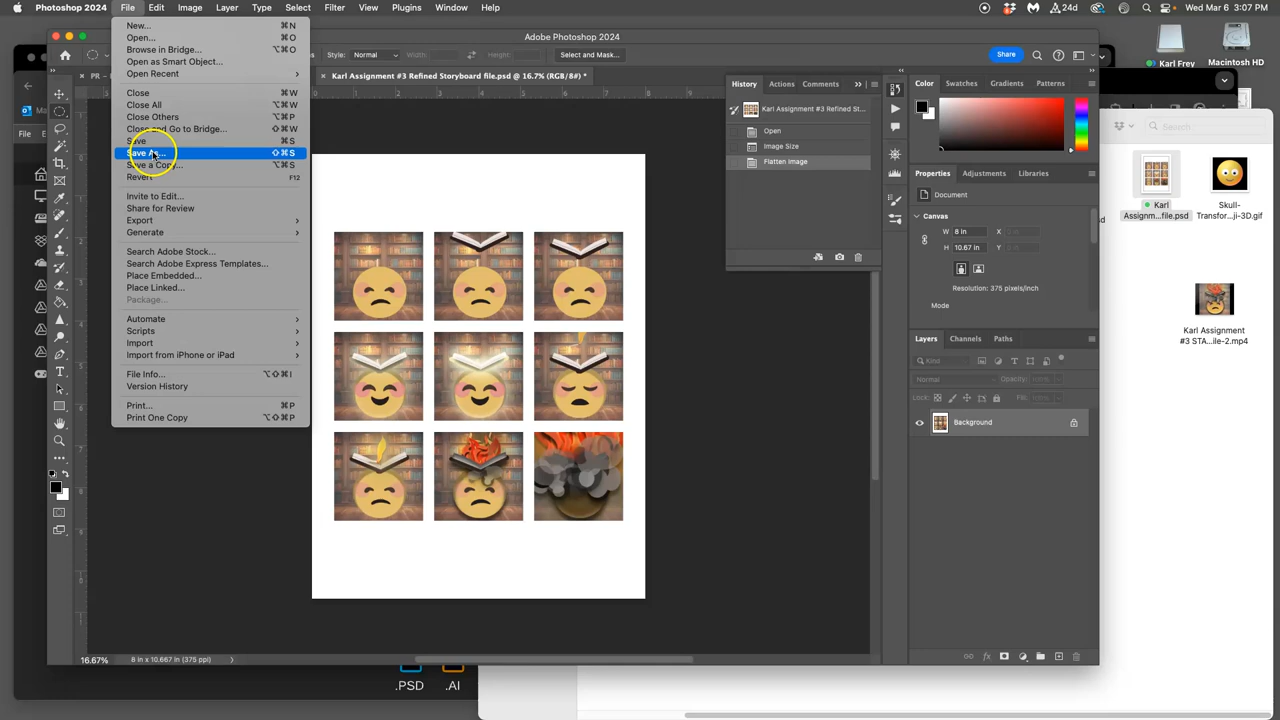 Photoshop 2024 File Edit Image Layer Type Select Filter View Plugins Window Help 24d Wed Mar 6 3:07 PM
New... ⌘N
Open... ⌘O
Browse in Bridge... ⌥⌘O
Open as Smart Object...
Open Recent
Close ⌘W
Close All ⌥⌘W
Close Others ⌥⌘P
Close and Go to Bridge... ⇧⌘W
Save ⌘S
Save As... ⇧⌘S
Save a Copy... ⌥⌘S
Revert F12
Invite to Edit...
Share for Review
Export
Generate
Search Adobe Stock...
Search Adobe Express Templates...
Place Embedded...
Place Linked...
Package...
Automate
Scripts
Import
Import from iPhone or iPad
File Info... ⌥⇧⌘I
Version History
Print... ⌘P
Print One Copy ⌥⇧⌘P
Adobe Photoshop 2024
Style: Normal Width: Height: Select and Mask... Share
PR - Karl Assignment #3 Refined Storyboard file.psd @ 16.7% (RGB/8#) *
History Actions Comments
Karl Assignment #3 Refined St...
Open
Image Size
Flatten Image
Color Swatches Gradients Patterns
Properties Adjustments Libraries
Document
Canvas
W 8 in X
H 10.67 in Y
Resolution: 375 pixels/inch
Mode
Layers Channels Paths
Kind
Normal Opacity:
Lock: Fill:
Background
16.67% 8 in x 10.667 in (375 ppi)
.PSD .AI
File
Karl Frey Macintosh HD
Search
Karl
Assignm...file.psd
Skull-
Transfor...i-3D.gif
Karl Assignment
#3 STA...ile-2.mp4